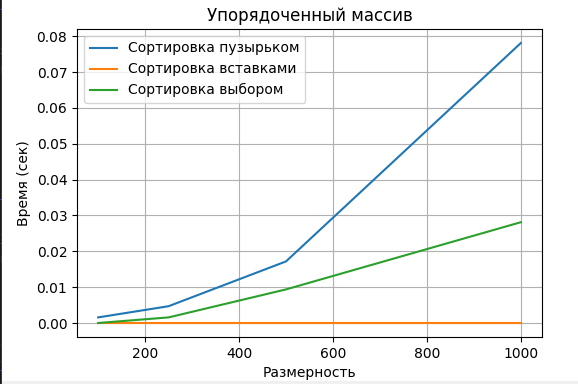 Упорядоченный массив
Сортировка пузырьком
Сортировка вставками
Сортировка выбором
0.08
0.07
0.06
0.05
0.04
0.03
0.02
0.01
0.00
Время (сек)
200
400
600
800
1000
Размерность